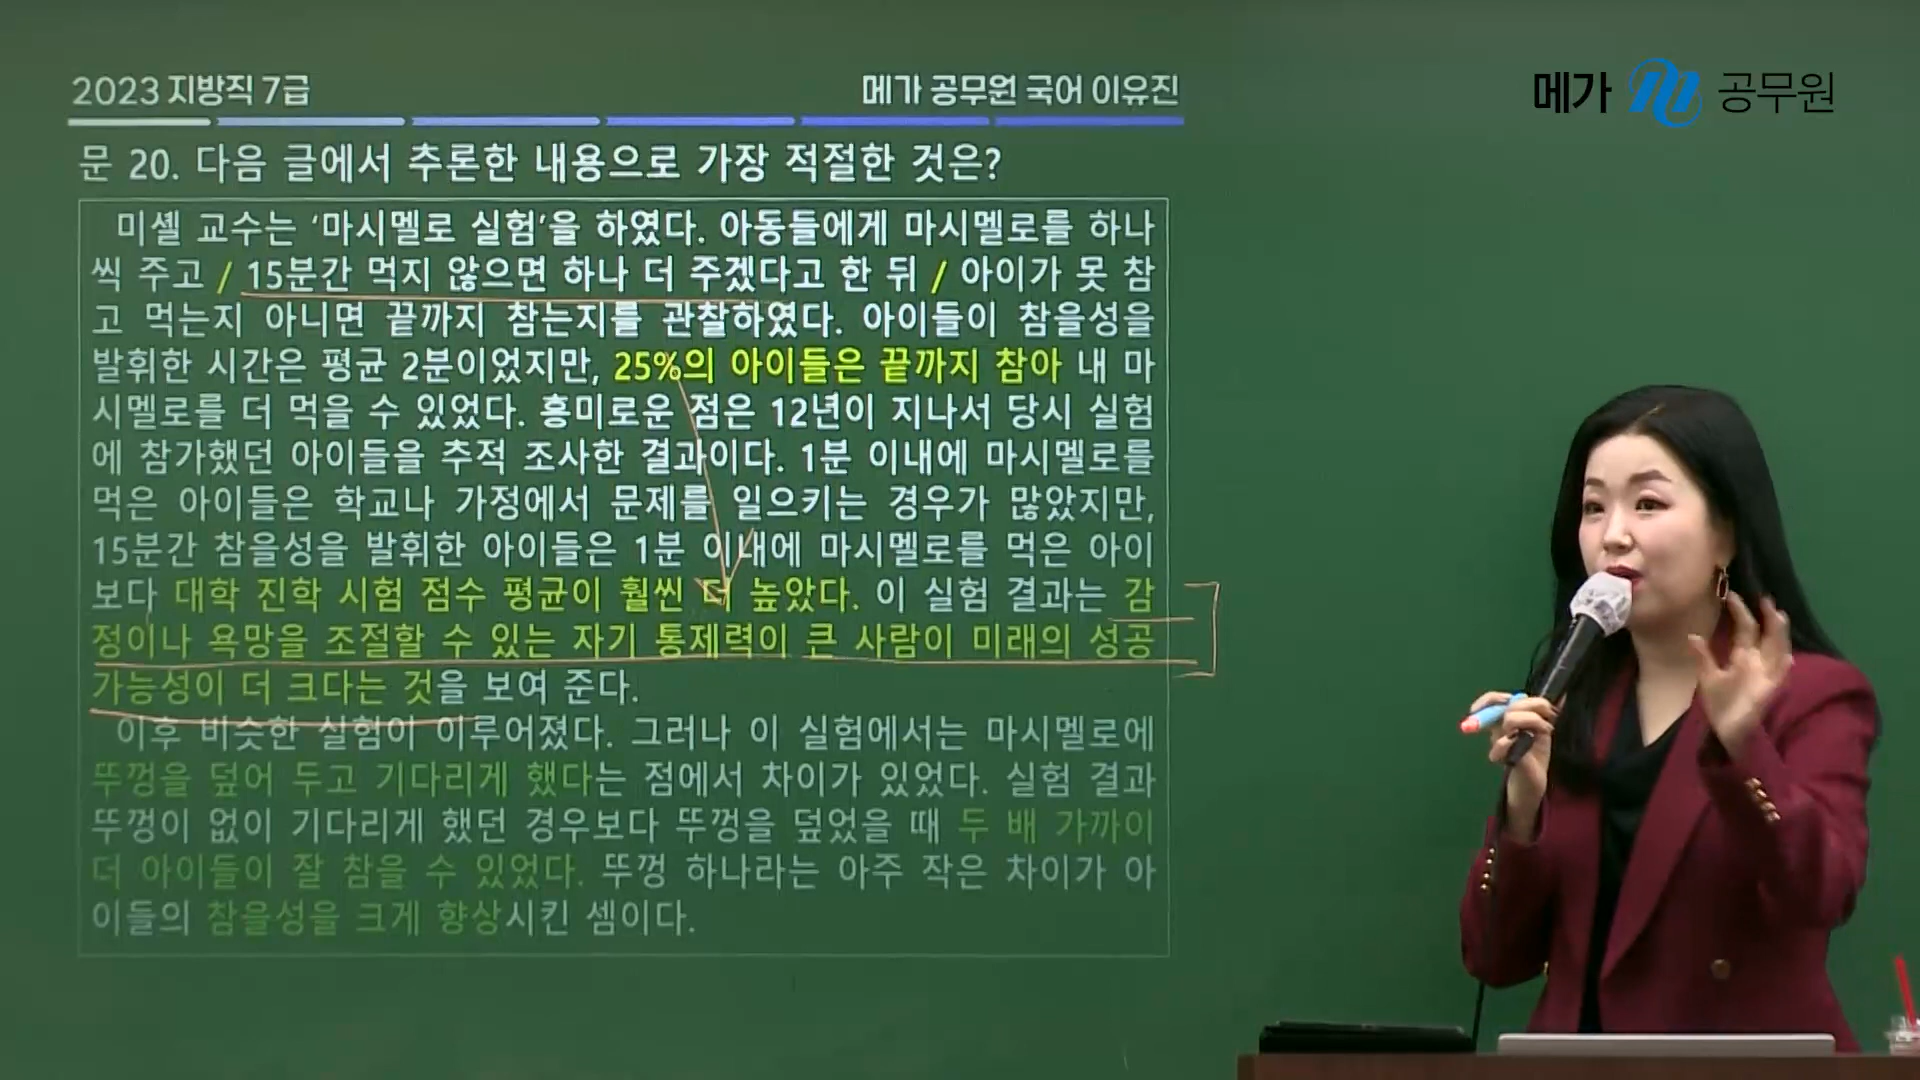 2023 지방직 7급
메가 공무원 국어 이유진
메가 공무원
문 20. 다음 글에서 추론한 내용으로 가장 적절한 것은?
미셸 교수는 ‘마시멜로 실험’을 하였다. 아동들에게 마시멜로를 하나
씩 주고 / 15분간 먹지 않으면 하나 더 주겠다고 한 뒤 / 아이가 못 참
고 먹는지 아니면 끝까지 참는지를 관찰하였다. 아이들이 참을성을
발휘한 시간은 평균 2분이었지만, 25%의 아이들은 끝까지 참아 내 마
시멜로를 더 먹을 수 있었다. 흥미로운 점은 12년이 지나서 당시 실험
에 참가했던 아이들을 추적 조사한 결과이다. 1분 이내에 마시멜로를
먹은 아이들은 학교나 가정에서 문제를 일으키는 경우가 많았지만,
15분간 참을성을 발휘한 아이들은 1분 이내에 마시멜로를 먹은 아이
보다 대학 진학 시험 점수 평균이 훨씬 더 높았다. 이 실험 결과는 감
정이나 욕망을 조절할 수 있는 자기 통제력이 큰 사람이 미래의 성공
가능성이 더 크다는 것을 보여 준다.
이후 비슷한 실험이 이루어졌다. 그러나 이 실험에서는 마시멜로에
뚜껑을 덮어 두고 기다리게 했다는 점에서 차이가 있었다. 실험 결과
뚜껑이 없이 기다리게 했던 경우보다 뚜껑을 덮었을 때 두 배 가까이
더 아이들이 잘 참을 수 있었다. 뚜껑 하나라는 아주 작은 차이가 아
이들의 참을성을 크게 향상시킨 셈이다.